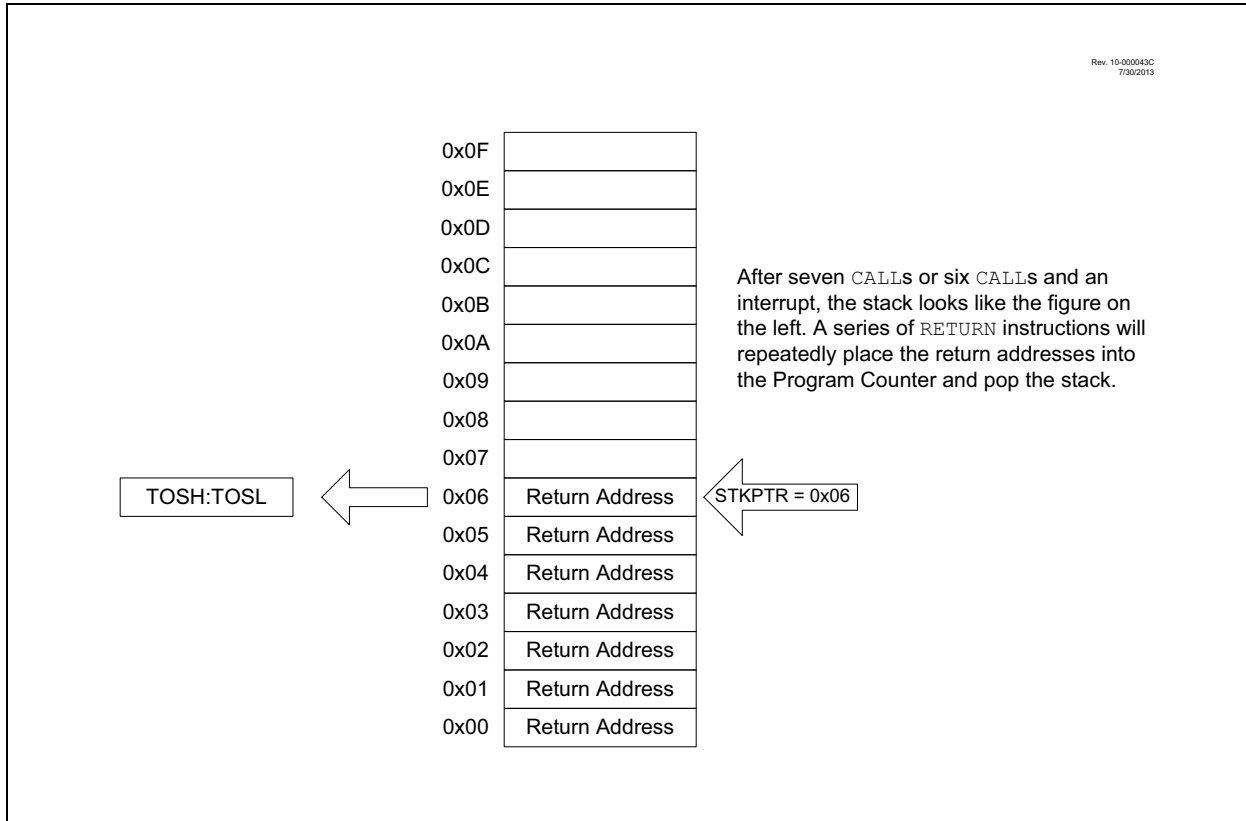 Rev. 10-000043C
7/30/2013
0x0F
0x0E
0x0D
0x0C
0x0B
0x0A
0x09
0x08
0x07
0x06 Return Address
0x05 Return Address
0x04 Return Address
0x03 Return Address
0x02 Return Address
0x01 Return Address
0x00 Return Address
TOSH:TOSL
STKPTR = 0x06
After seven CALLs or six CALLs and an
interrupt, the stack looks like the figure on
the left. A series of RETURN instructions will
repeatedly place the return addresses into
the Program Counter and pop the stack.